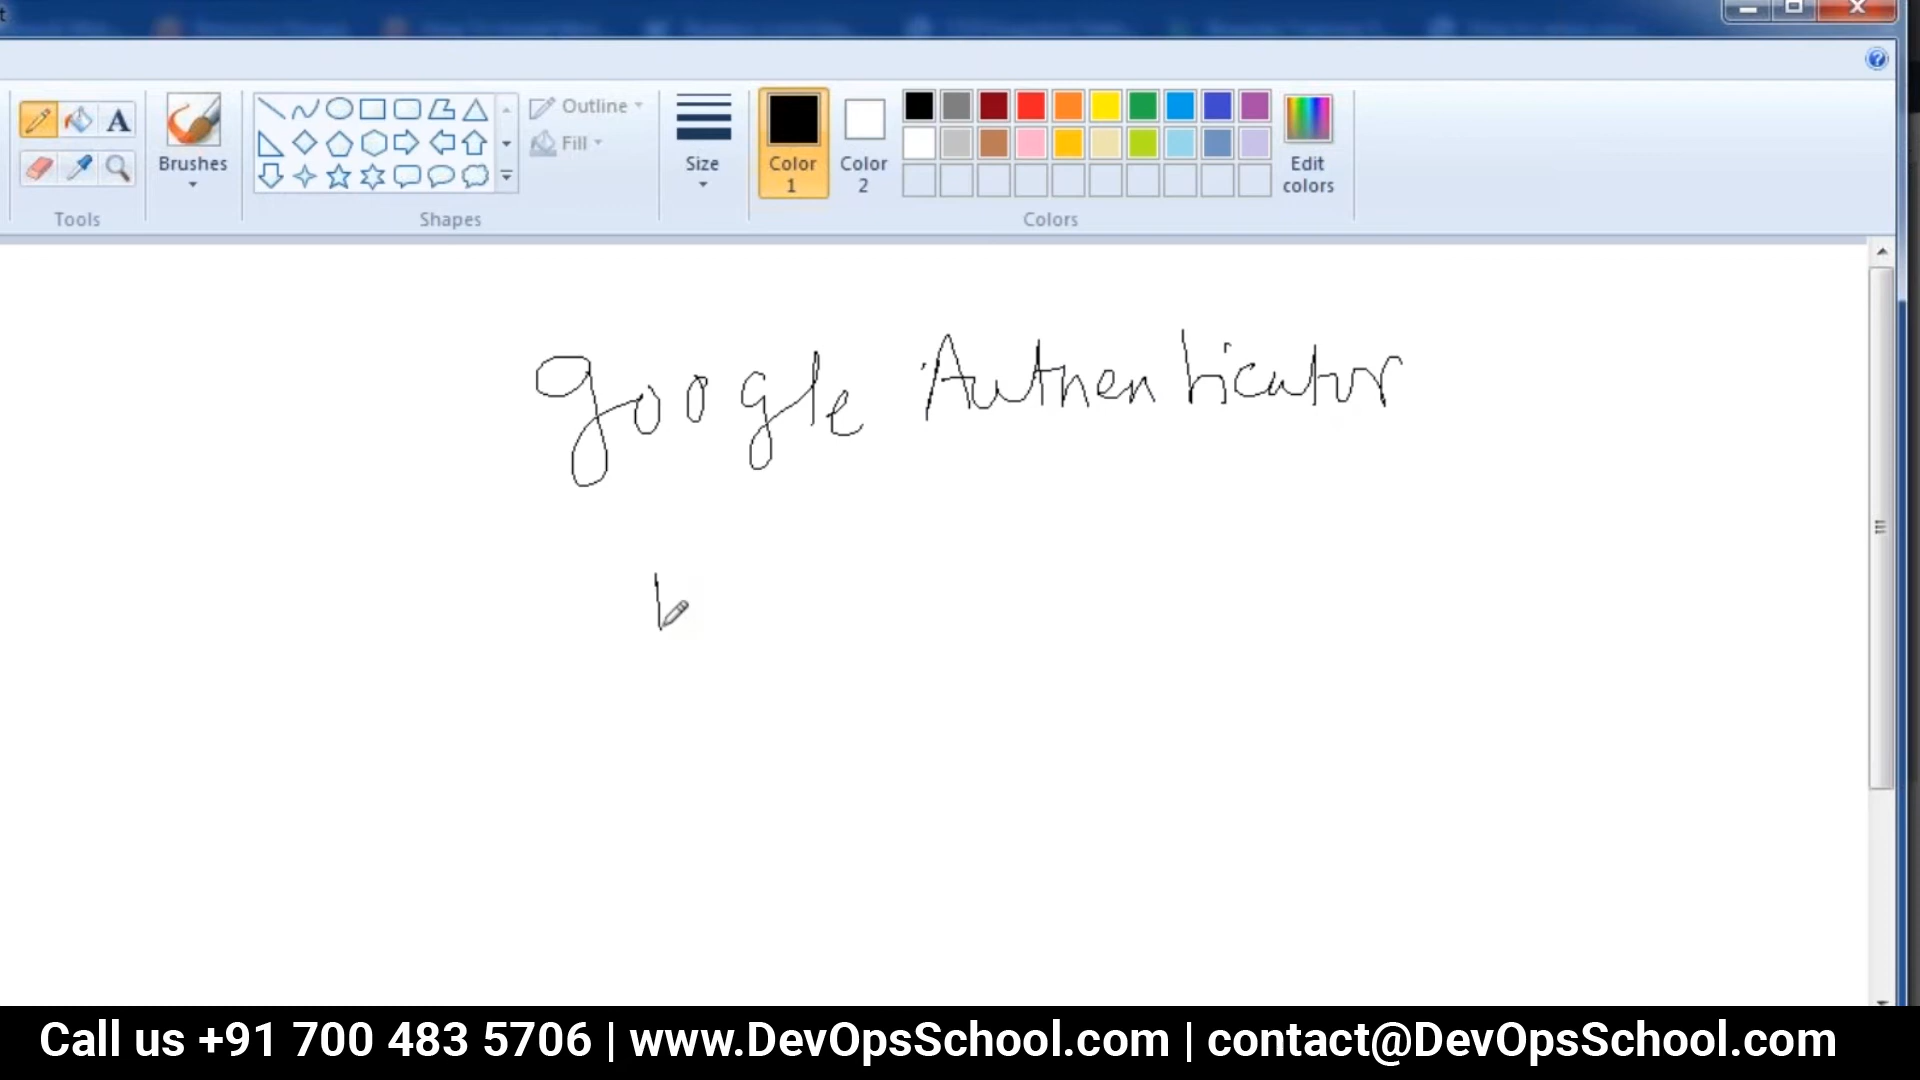 t
Brushes
Outline
Fill
Size
Color 1
Color 2
Edit colors
Tools
Shapes
Colors
Google Authenticator
Call us +91 700 483 5706 | www.DevOpsSchool.com | contact@DevOpsSchool.com